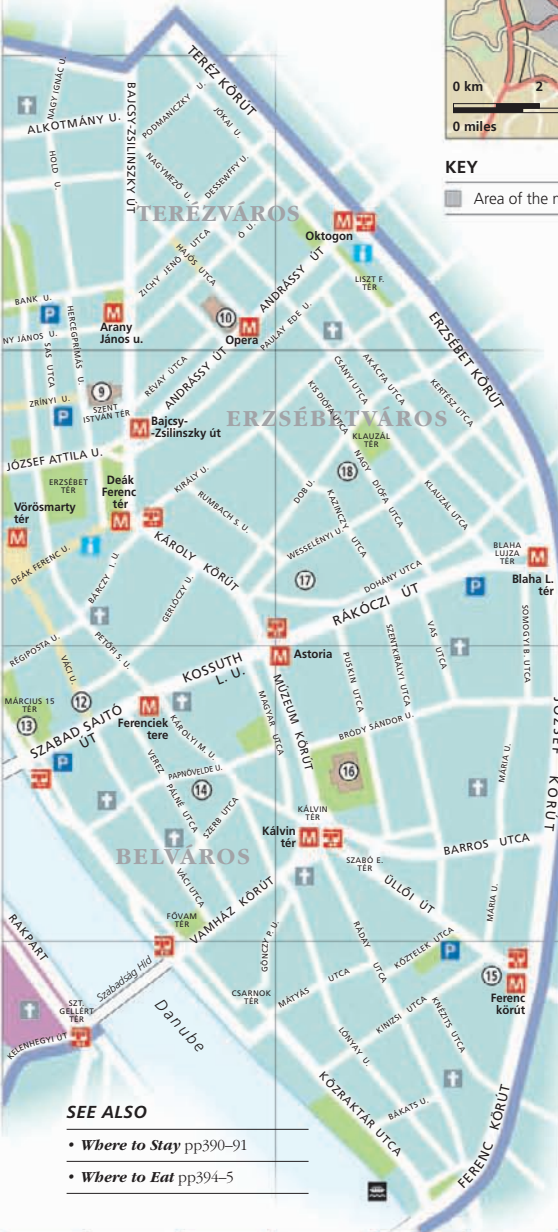 TERÉZ KÖRÚT
NAGY IGNÁC U.
ALKOTMÁNY U.
HOLD U.
BAJCSY-ZSILINSZKY ÚT
PODMANICZKY U.
JÓKAI U.
NAGYMEZŐ U.
DESSEWFFY U.
TERÉZVÁROS
Ó U.
ZICHY JENŐ UTCA
HAJÓS UTCA
M
Oktogon
i
LISZT F.
TÉR
ANDRÁSSY ÚT
0 km 2
0 miles
KEY
Area of the
BANK U.
P
M
Arany
János u.
NY JÁNOS U.
HERCEGPRÍMÁS U.
SAS UTCA
10
M
Opera
PAULAY EDE U.
ERZSÉBET KÖRÚT
RÉVAY UTCA
ANDRÁSSY ÚT
CSÁNYI UTCA
AKÁCFA UTCA
KERTÉSZ UTCA
KIS DIÓFA UTCA
9
ZRÍNYI U.
P
SZENT
ISTVÁN TÉR
M
Bajcsy-
-Zsilinszky út
ERZSÉBETVÁROS
KLAUZÁL
TÉR
JÓZSEF ATTILA U.
ERZSÉBET
TÉR
Deák
Ferenc
tér
M
KIRÁLY U.
RUMBACH S. U.
18
NAGY DIÓFA UTCA
KLAUZÁL UTCA
DOB U.
KAZINCZY UTCA
WESSELÉNYI U.
Vörösmarty
tér
M
DEÁK FERENC U.
i
BÁRCZY I. U.
KÁROLY KÖRÚT
GERLÓCZY U.
17
DOHÁNY UTCA
BLAHA
LUJZA
TÉR
M
Blaha L.
tér
P
RÁKÓCZI ÚT
SOMOGYI B. UTCA
RÉGIPOSTA U.
PETŐFI S. U.
VÁCI U.
KOSSUTH
L. U.
M
Astoria
PUSKIN UTCA
SZENTKIRÁLYI UTCA
VAS UTCA
MÁRCIUS 15
TÉR
12
13
SZABAD SAJTÓ
ÚT
M
Ferenciek
tere
P
KÁROLYI M. U.
MAGYAR UTCA
MÚZEUM KÖRÚT
BRÓDY SÁNDOR U.
16
JÓZSEF KÖRÚT
MÁRIA U.
VERES PÁLNÉ UTCA
PAPNÖVELDE U.
14
SZERB UTCA
KÁLVIN
TÉR
Kálvin
tér
M
BELVÁROS
BARROS UTCA
SZABÓ E.
TÉR
ÜLLŐI ÚT
VÁCI UTCA
VAMHÁZ KÖRÚT
FŐVAM
TÉR
MÁRIA U.
RAKPART
GÖNCZY P. U.
RÁDAY UTCA
KÖZTELEK UTCA
P
15
M
Ferenc
körút
Szabadság Híd
SZT.
GELLÉRT
TÉR
KELENHEGYI ÚT
Danube
CSARNOK
TÉR
MÁTYÁS UTCA
KINIZSI UTCA
KNÉZITS UTCA
LÓNYAY U.
BÁKATS U.
KÖZRAKTÁR UTCA
FERENC KÖRÚT
SEE ALSO
• Where to Stay pp390–91
• Where to Eat pp394–5